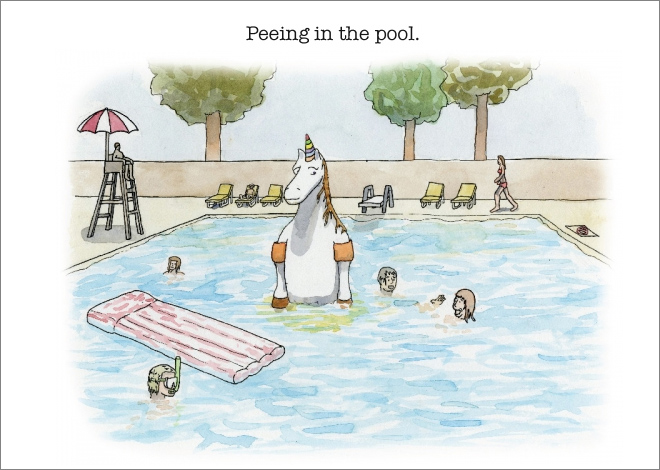 Peeing in the pool.